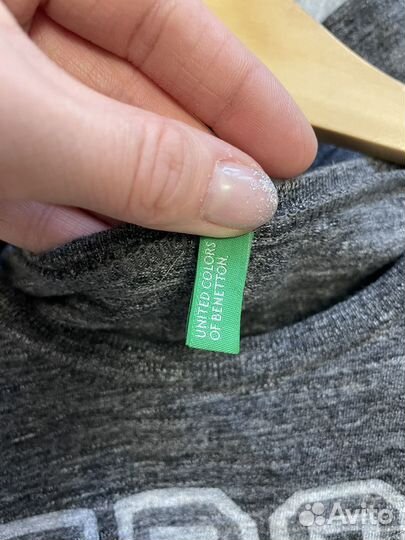 UNITED COLORS
OF BENETTON.
Avito